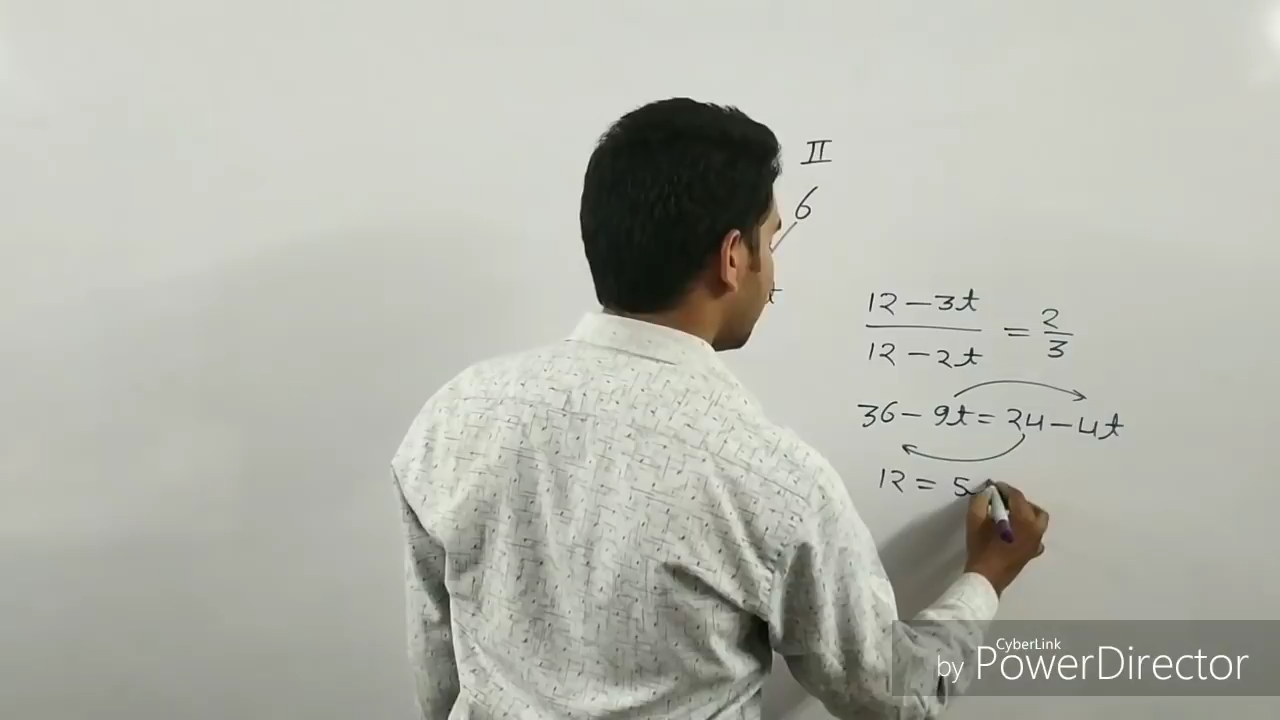 II
6
t
12 - 3t
12 - 2t
= 2/3
36 - 9t = 24 - 4t
12 = 5
CyberLink
by PowerDirector